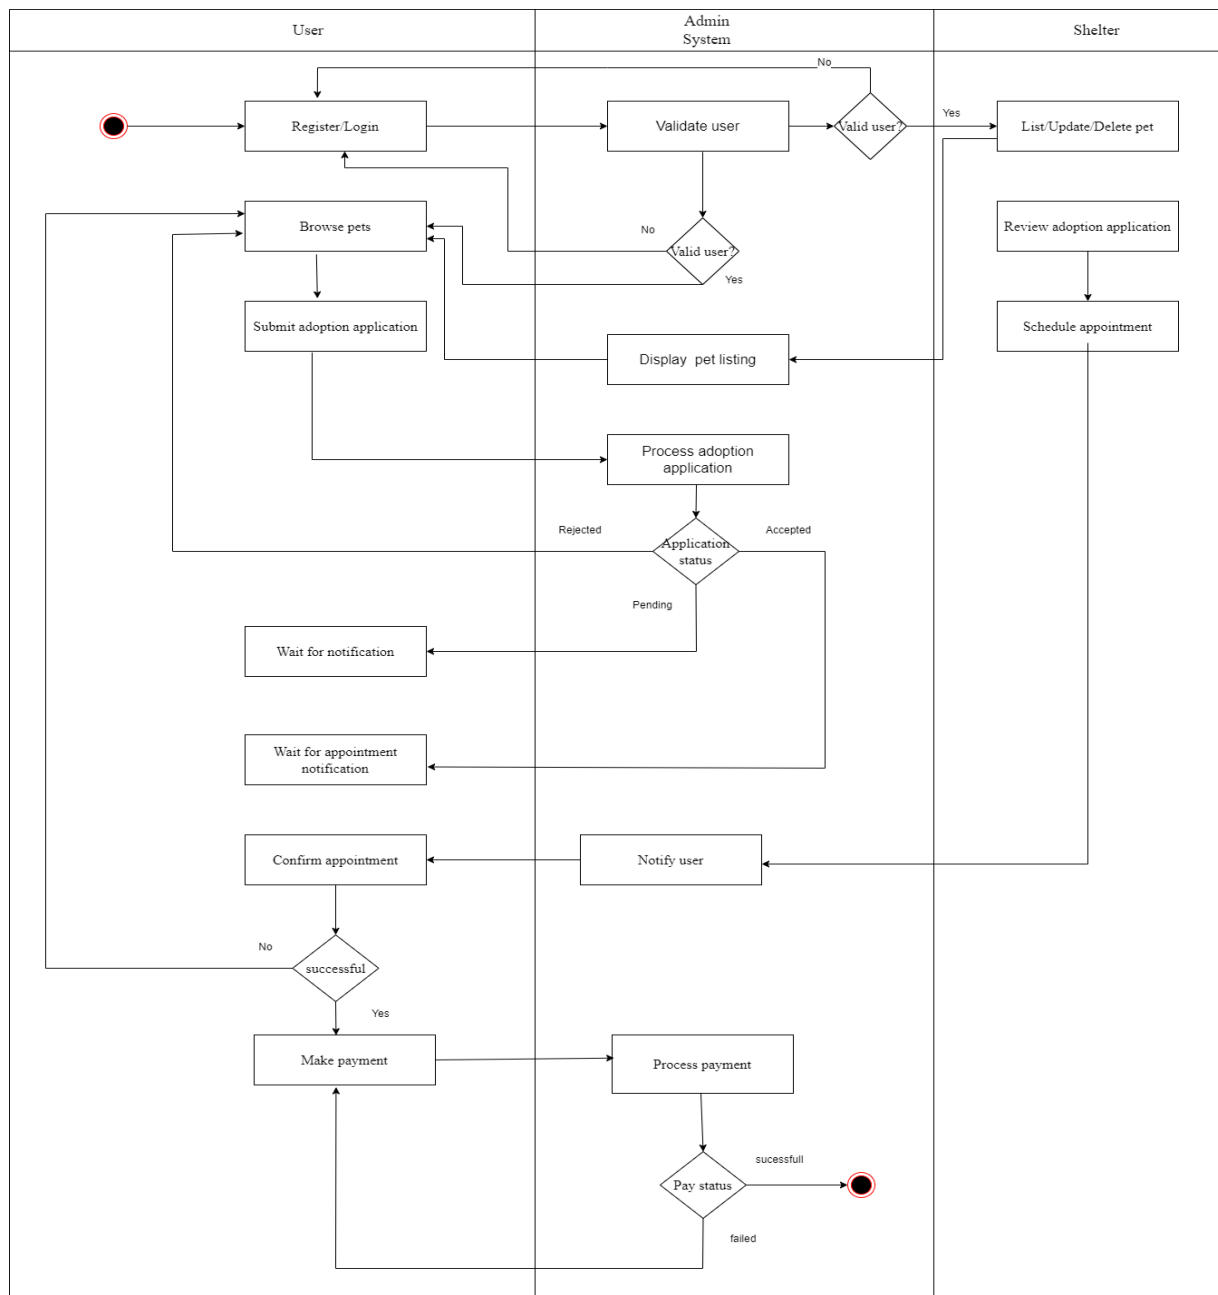 User
Admin
System
Shelter
No
Register/Login
Validate user
Valid user?
Yes
List/Update/Delete pet
Browse pets
No
Valid user?
Yes
Review adoption application
Submit adoption application
Schedule appointment
Display pet listing
Process adoption
application
Rejected
Application
status
Accepted
Pending
Wait for notification
Wait for appointment
notification
Confirm appointment
Notify user
No
successful
Yes
Make payment
Process payment
Pay status
sucessfull
failed